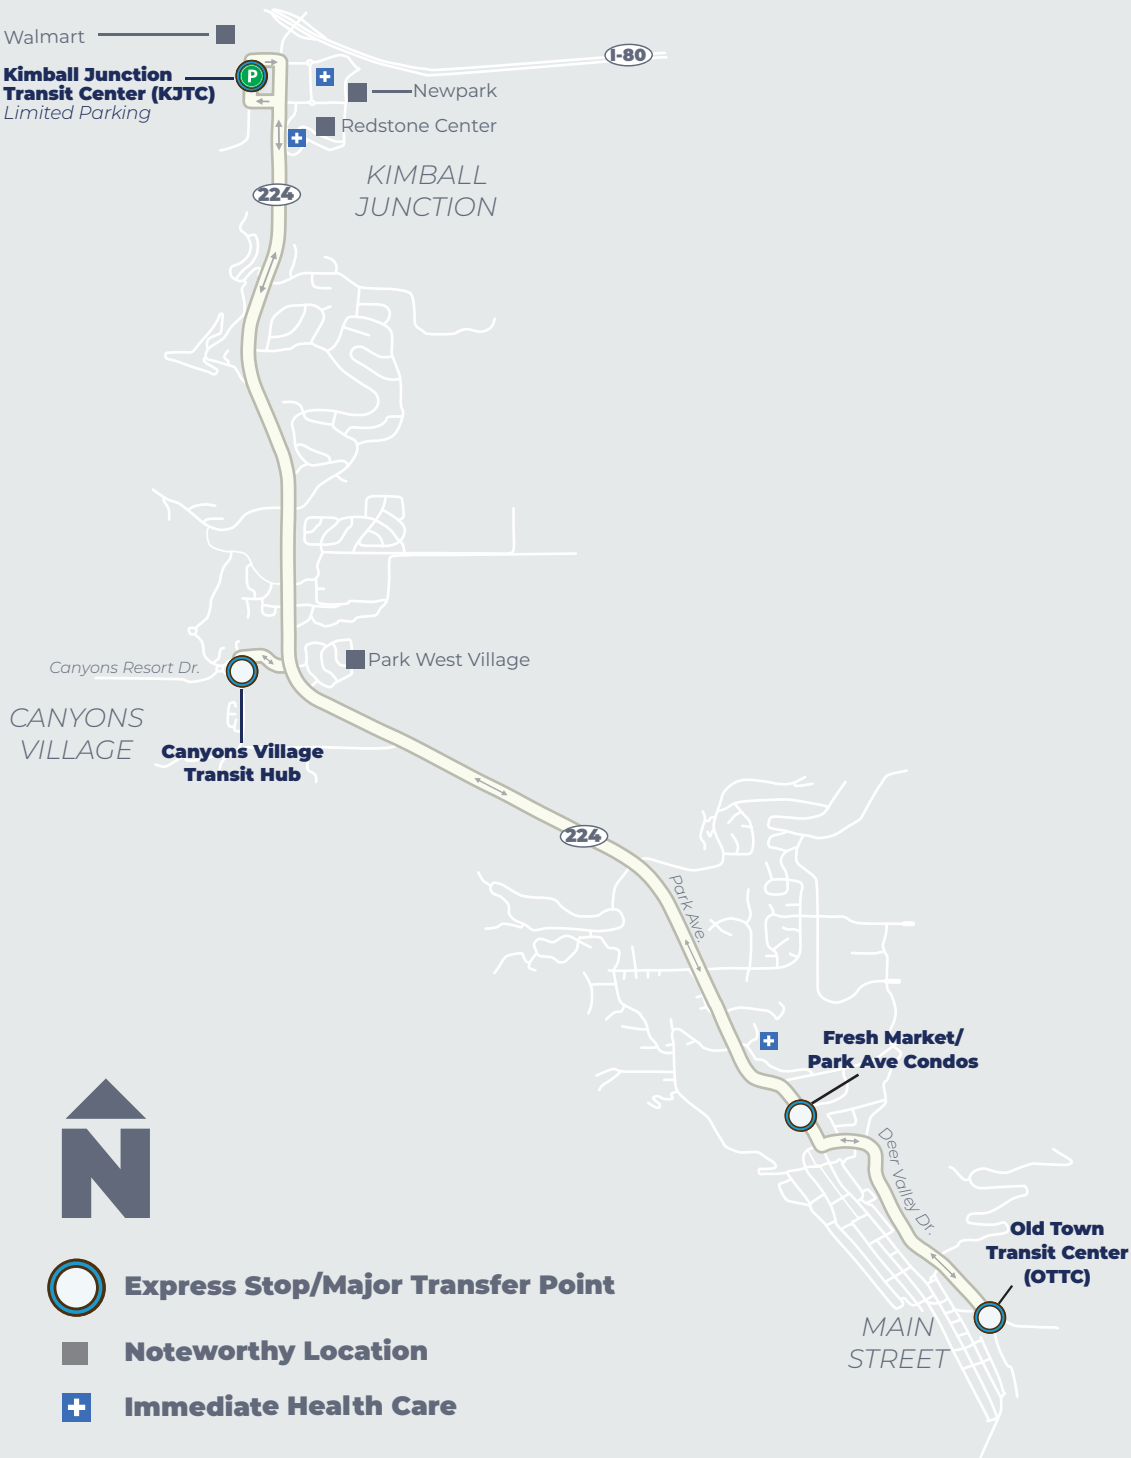 Walmart
I-80
Kimball Junction
Transit Center (KJTC)
Limited Parking
P
Newpark
Redstone Center
KIMBALL
JUNCTION
224
Canyons Resort Dr.
Park West Village
CANYONS
VILLAGE
Canyons Village
Transit Hub
224
Park Ave.
Fresh Market/
Park Ave Condos
Deer Valley Dr.
Old Town
Transit Center
(OTTC)
MAIN
STREET
N
Express Stop/Major Transfer Point
Noteworthy Location
Immediate Health Care